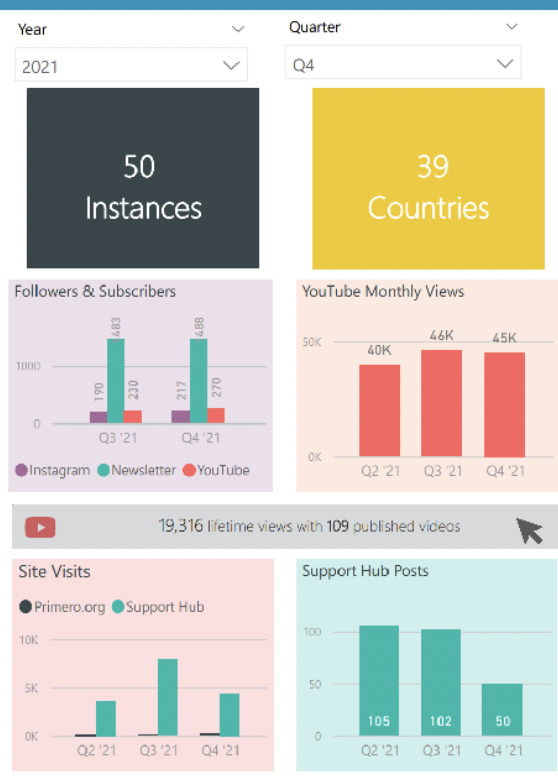 Year
Quarter
2021
Q4
50
Instances
39
Countries
Followers & Subscribers
483
488
1000
190
230
217
270
0
Q3 '21
Q4 '21
Instagram Newsletter YouTube
YouTube Monthly Views
50K
40K
46K
45K
0K
Q2 '21
Q3 '21
Q4 '21
19,316 lifetime views with 109 published videos
Site Visits
Primero.org Support Hub
10K
5K
0K
Q2 '21
Q3 '21
Q4 '21
Support Hub Posts
100
50
105
102
50
0
Q2 '21
Q3 '21
Q4 '21